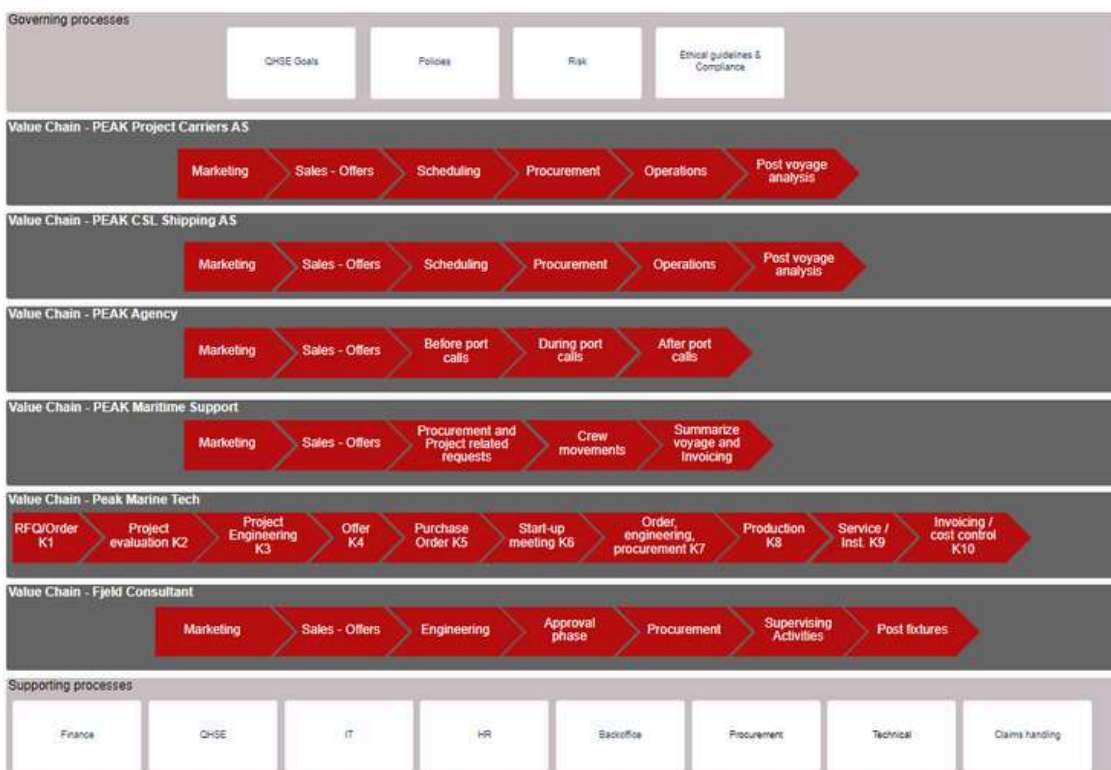 Governing processes
QHSE Goals
Policies
Risk
Ethical guidelines &
Compliance
Value Chain - PEAK Project Carriers AS
Marketing
Sales - Offers
Scheduling
Procurement
Operations
Post voyage
analysis
Value Chain - PEAK CSL Shipping AS
Marketing
Sales - Offers
Scheduling
Procurement
Operations
Post voyage
analysis
Value Chain - PEAK Agency
Marketing
Sales - Offers
Before port
calls
During port
calls
After port
calls
Value Chain - PEAK Maritime Support
Marketing
Sales - Offers
Procurement and
Project related
requests
Crew
movements
Summarize
voyage and
Invoicing
Value Chain - Peak Marine Tech
RFQ/Order
K1
Project
evaluation K2
Project
Engineering
K3
Offer
K4
Purchase
Order K5
Start-up
meeting K6
Order,
engineering,
procurement K7
Production
K8
Service /
Inst. K9
Invoicing /
cost control
K10
Value Chain - Fjeld Consultant
Marketing
Sales - Offers
Engineering
Approval
phase
Procurement
Supervising
Activities
Post fixtures
Supporting processes
Finance
QHSE
IT
HR
Backoffice
Procurement
Technical
Claims handling